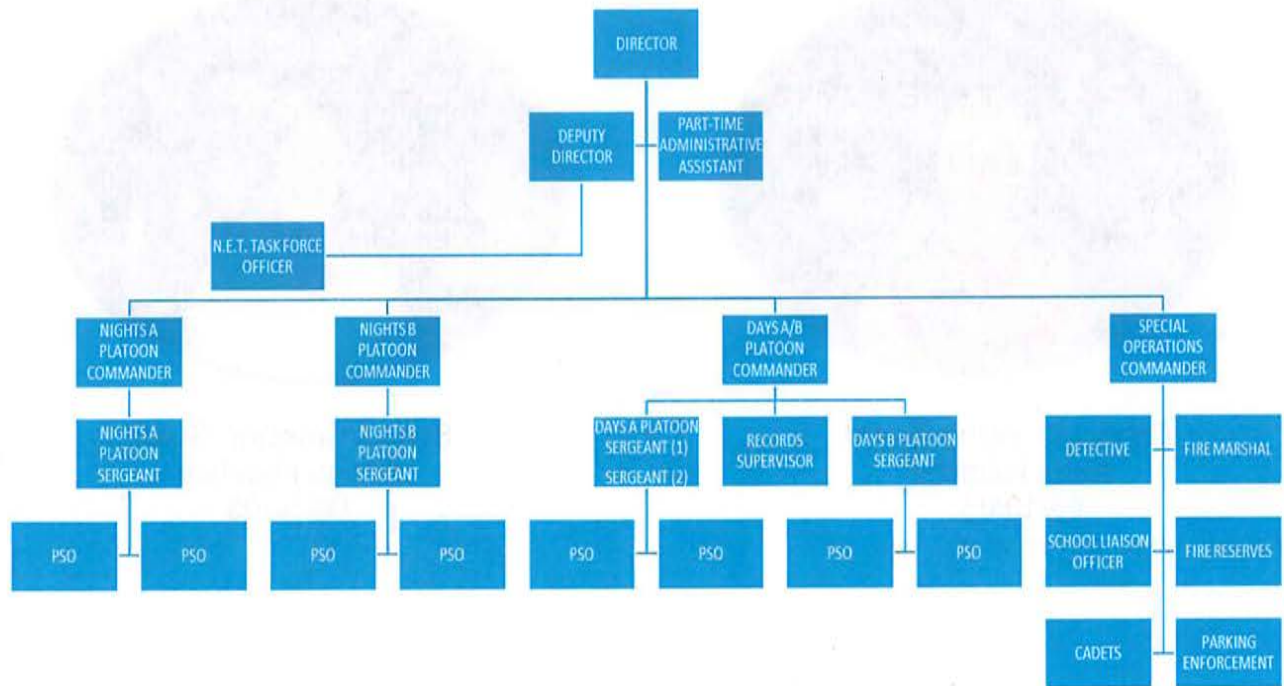 DIRECTOR
DEPUTY
DIRECTOR
PART-TIME
ADMINISTRATIVE
ASSISTANT
N.E.T. TASK FORCE
OFFICER
NIGHTS A
PLATOON
COMMANDER
NIGHTS B
PLATOON
COMMANDER
DAYS A/B
PLATOON
COMMANDER
SPECIAL
OPERATIONS
COMMANDER
NIGHTS A
PLATOON
SERGEANT
NIGHTS B
PLATOON
SERGEANT
DAYS A PLATOON
SERGEANT (1)
SERGEANT (2)
RECORDS
SUPERVISOR
DAYS B PLATOON
SERGEANT
DETECTIVE
FIRE MARSHAL
PSO
PSO
PSO
PSO
PSO
PSO
PSO
PSO
SCHOOL LIAISON
OFFICER
FIRE RESERVES
CADETS
PARKING
ENFORCEMENT